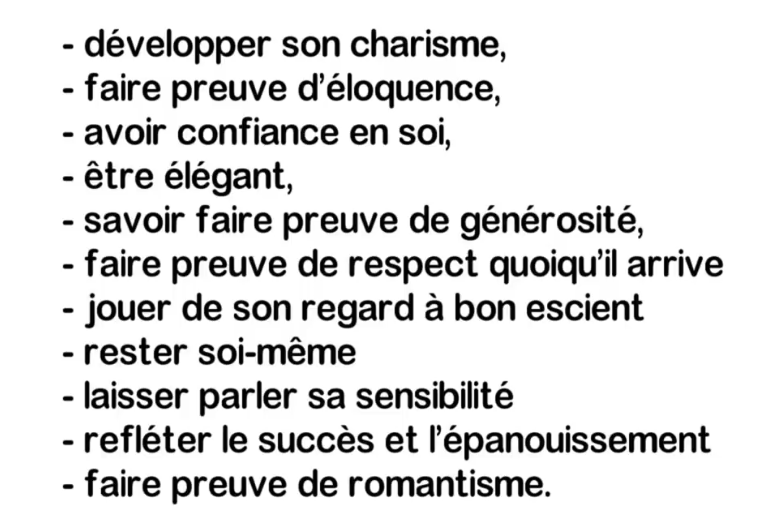 - développer son charisme,
- faire preuve d’éloquence,
- avoir confiance en soi,
- être élégant,
- savoir faire preuve de générosité,
- faire preuve de respect quoiqu’il arrive
- jouer de son regard à bon escient
- rester soi-même
- laisser parler sa sensibilité
- refléter le succès et l’épanouissement
- faire preuve de romantisme.